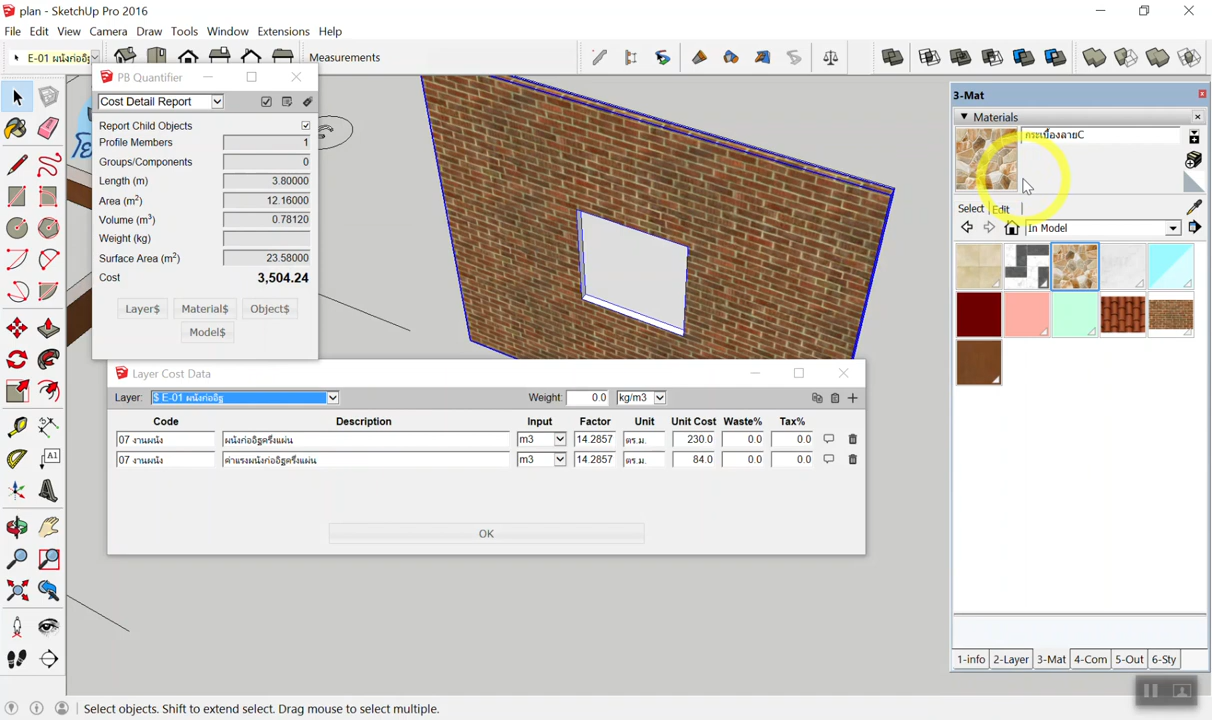 plan - SketchUp Pro 2016
File Edit View Camera Draw Tools Window Extensions Help
E-01 ผนังก่ออิฐ
Measurements
PB Quantifier
Cost Detail Report
Report Child Objects
Profile Members 1
Groups/Components 0
Length (m) 3.80000
Area (m²) 12.16000
Volume (m³) 0.78120
Weight (kg)
Surface Area (m²) 23.58000
Cost 3,504.24
Layer$ Material$ Object$
Model$
Layer Cost Data
Layer: $ E-01 ผนังก่ออิฐ Weight: 0.0 kg/m3
Code Description Input Factor Unit Unit Cost Waste% Tax%
07 งานผนัง ผนังก่ออิฐครึ่งแผ่น m3 14.2857 ตร.ม. 230.0 0.0 0.0
07 งานผนัง ค่าแรงผนังก่ออิฐครึ่งแผ่น m3 14.2857 ตร.ม. 84.0 0.0 0.0
OK
3-Mat
Materials
กระเบื้องลายC
Select Edit
In Model
1-info 2-Layer 3-Mat 4-Com 5-Out 6-Sty
A1
Select objects. Shift to extend select. Drag mouse to select multiple.